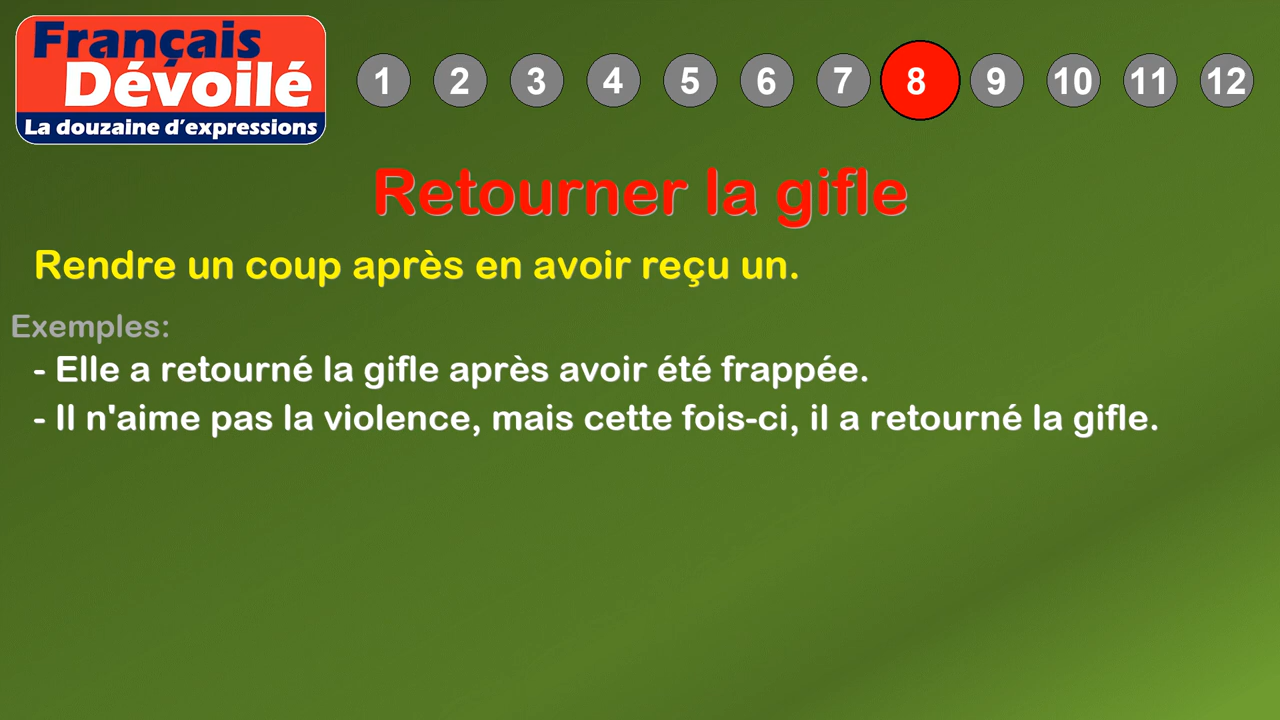 Français
Dévoilé
La douzaine d'expressions
1 2 3 4 5 6 7 8 9 10 11 12
Retourner la gifle
Rendre un coup après en avoir reçu un.
Exemples:
- Elle a retourné la gifle après avoir été frappée.
- Il n'aime pas la violence, mais cette fois-ci, il a retourné la gifle.